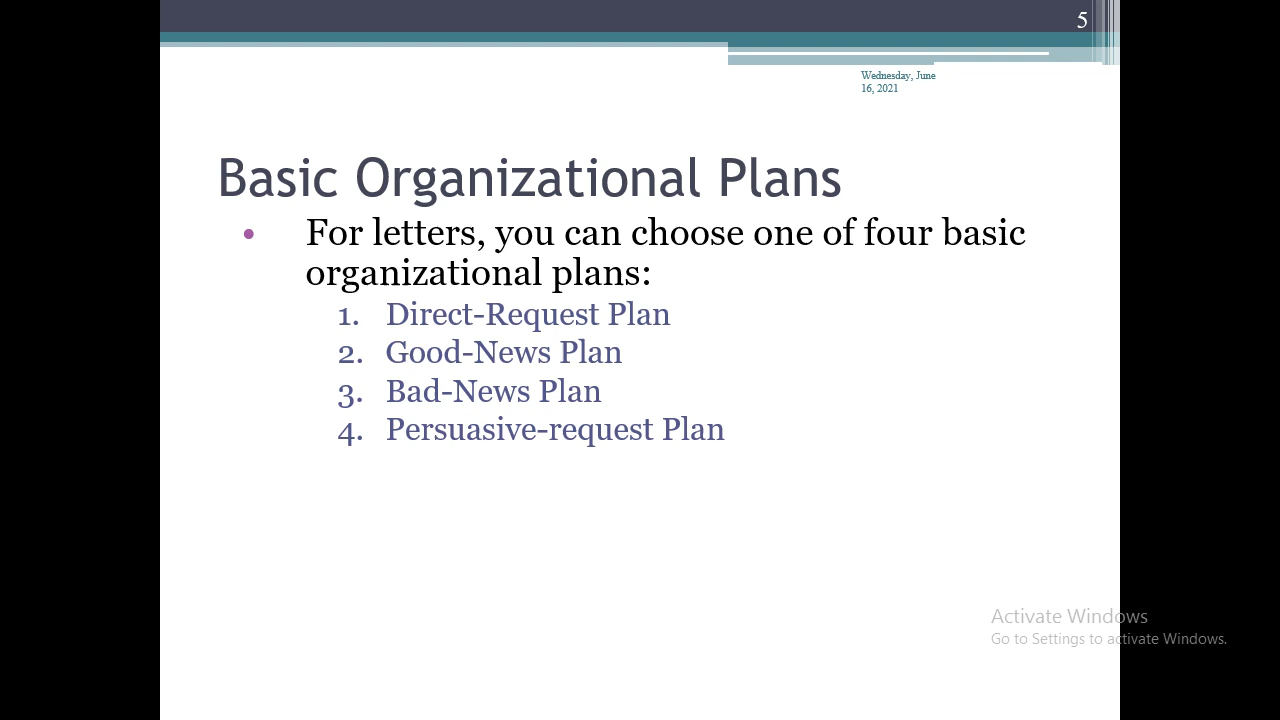 5
Wednesday, June
16, 2021
Basic Organizational Plans
• For letters, you can choose one of four basic
organizational plans:
1. Direct-Request Plan
2. Good-News Plan
3. Bad-News Plan
4. Persuasive-request Plan
Activate Windows
Go to Settings to activate Windows.